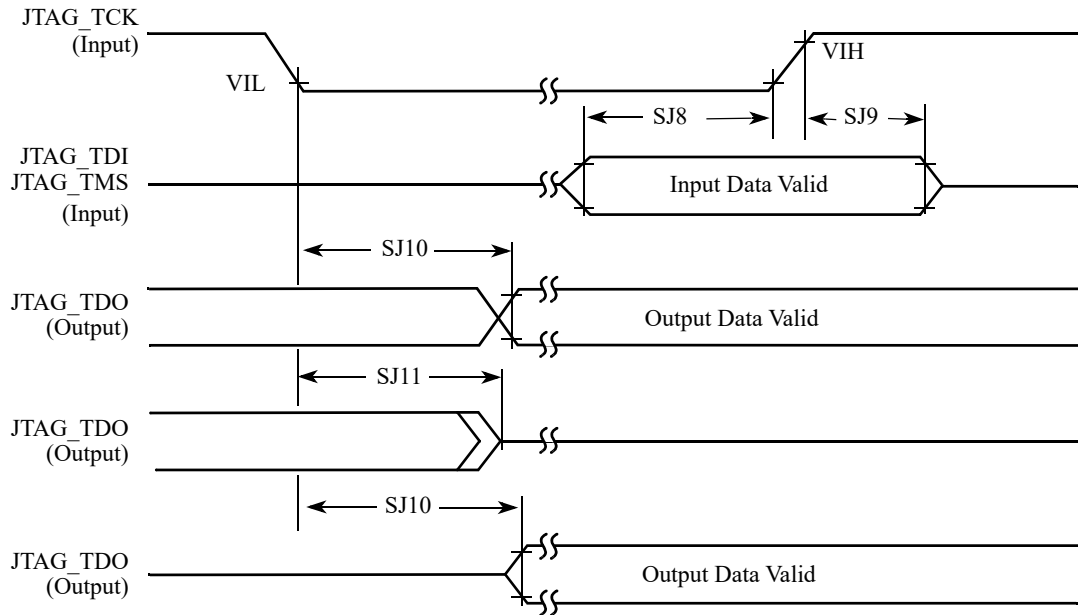 JTAG_TCK
(Input)
VIL
VIH
SJ8
SJ9
JTAG_TDI
JTAG_TMS
(Input)
Input Data Valid
SJ10
JTAG_TDO
(Output)
Output Data Valid
SJ11
JTAG_TDO
(Output)
SJ10
JTAG_TDO
(Output)
Output Data Valid